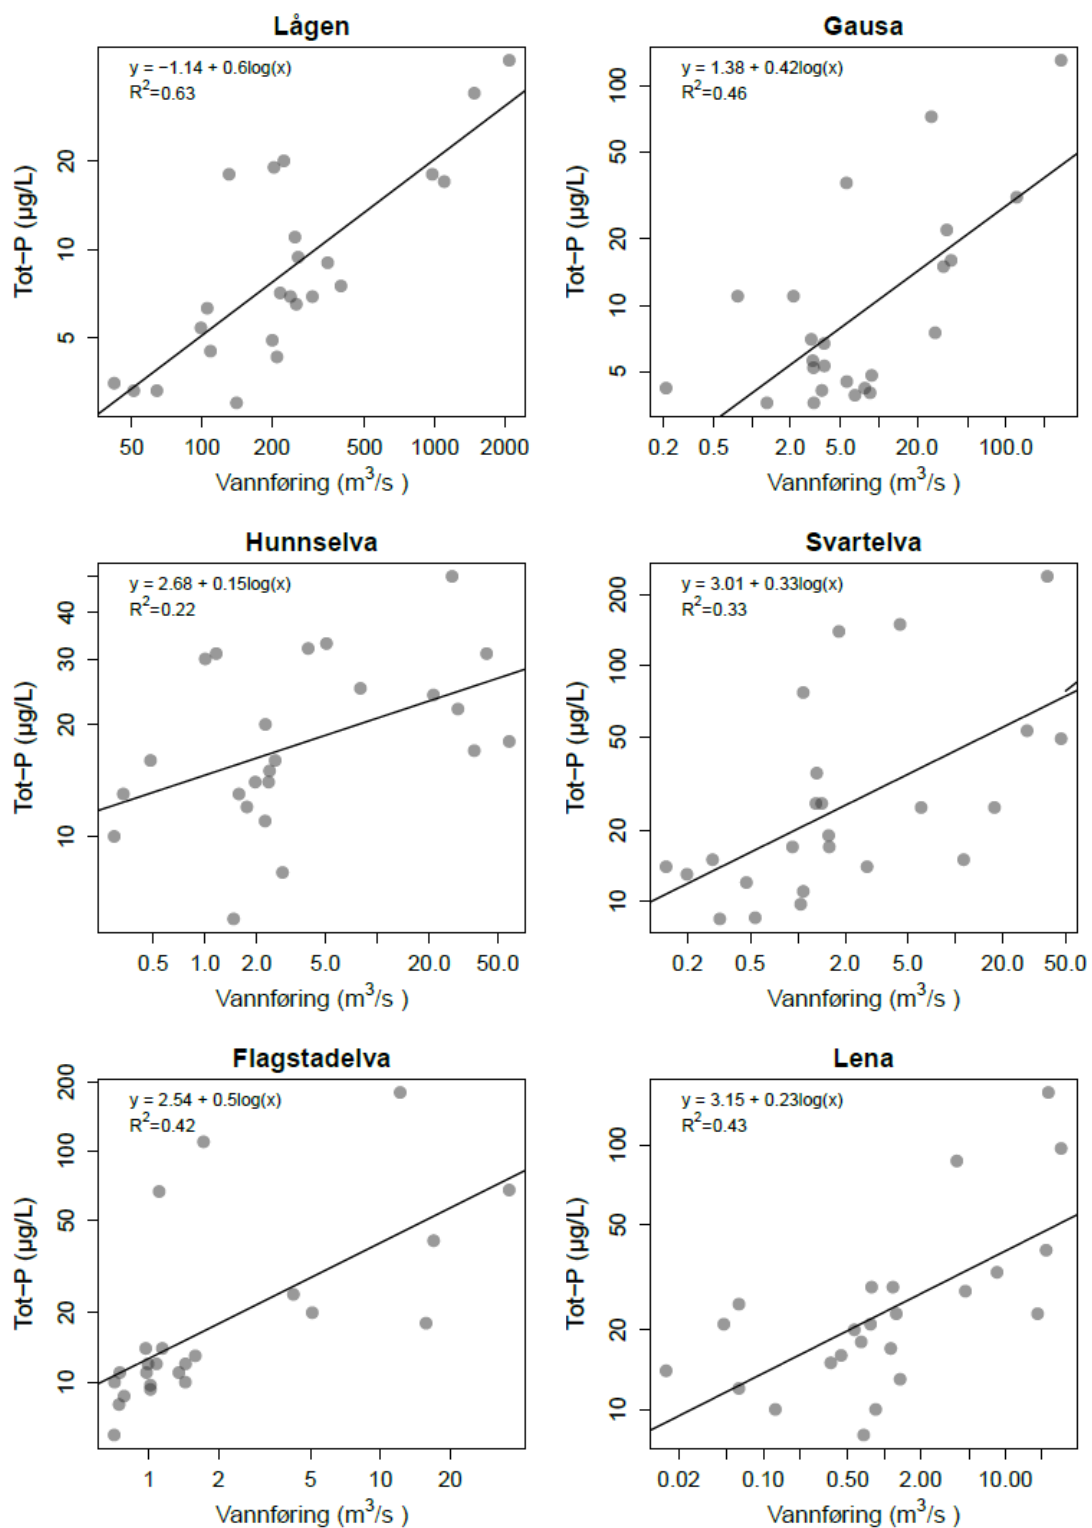 Lågen
y = −1.14 + 0.6log(x)
R²=0.63
Tot−P (µg/L)
20
10
5
50 100 200 500 1000 2000
Vannføring (m³/s )
Gausa
y = 1.38 + 0.42log(x)
R²=0.46
Tot−P (µg/L)
100
50
20
10
5
0.2 0.5 2.0 5.0 20.0 100.0
Vannføring (m³/s )
Hunnselva
y = 2.68 + 0.15log(x)
R²=0.22
Tot−P (µg/L)
40
30
20
10
0.5 1.0 2.0 5.0 20.0 50.0
Vannføring (m³/s )
Svartelva
y = 3.01 + 0.33log(x)
R²=0.33
Tot−P (µg/L)
200
100
50
20
10
0.2 0.5 2.0 5.0 20.0 50.0
Vannføring (m³/s )
Flagstadelva
y = 2.54 + 0.5log(x)
R²=0.42
Tot−P (µg/L)
200
100
50
20
10
1 2 5 10 20
Vannføring (m³/s )
Lena
y = 3.15 + 0.23log(x)
R²=0.43
Tot−P (µg/L)
100
50
20
10
0.02 0.10 0.50 2.00 10.00
Vannføring (m³/s )